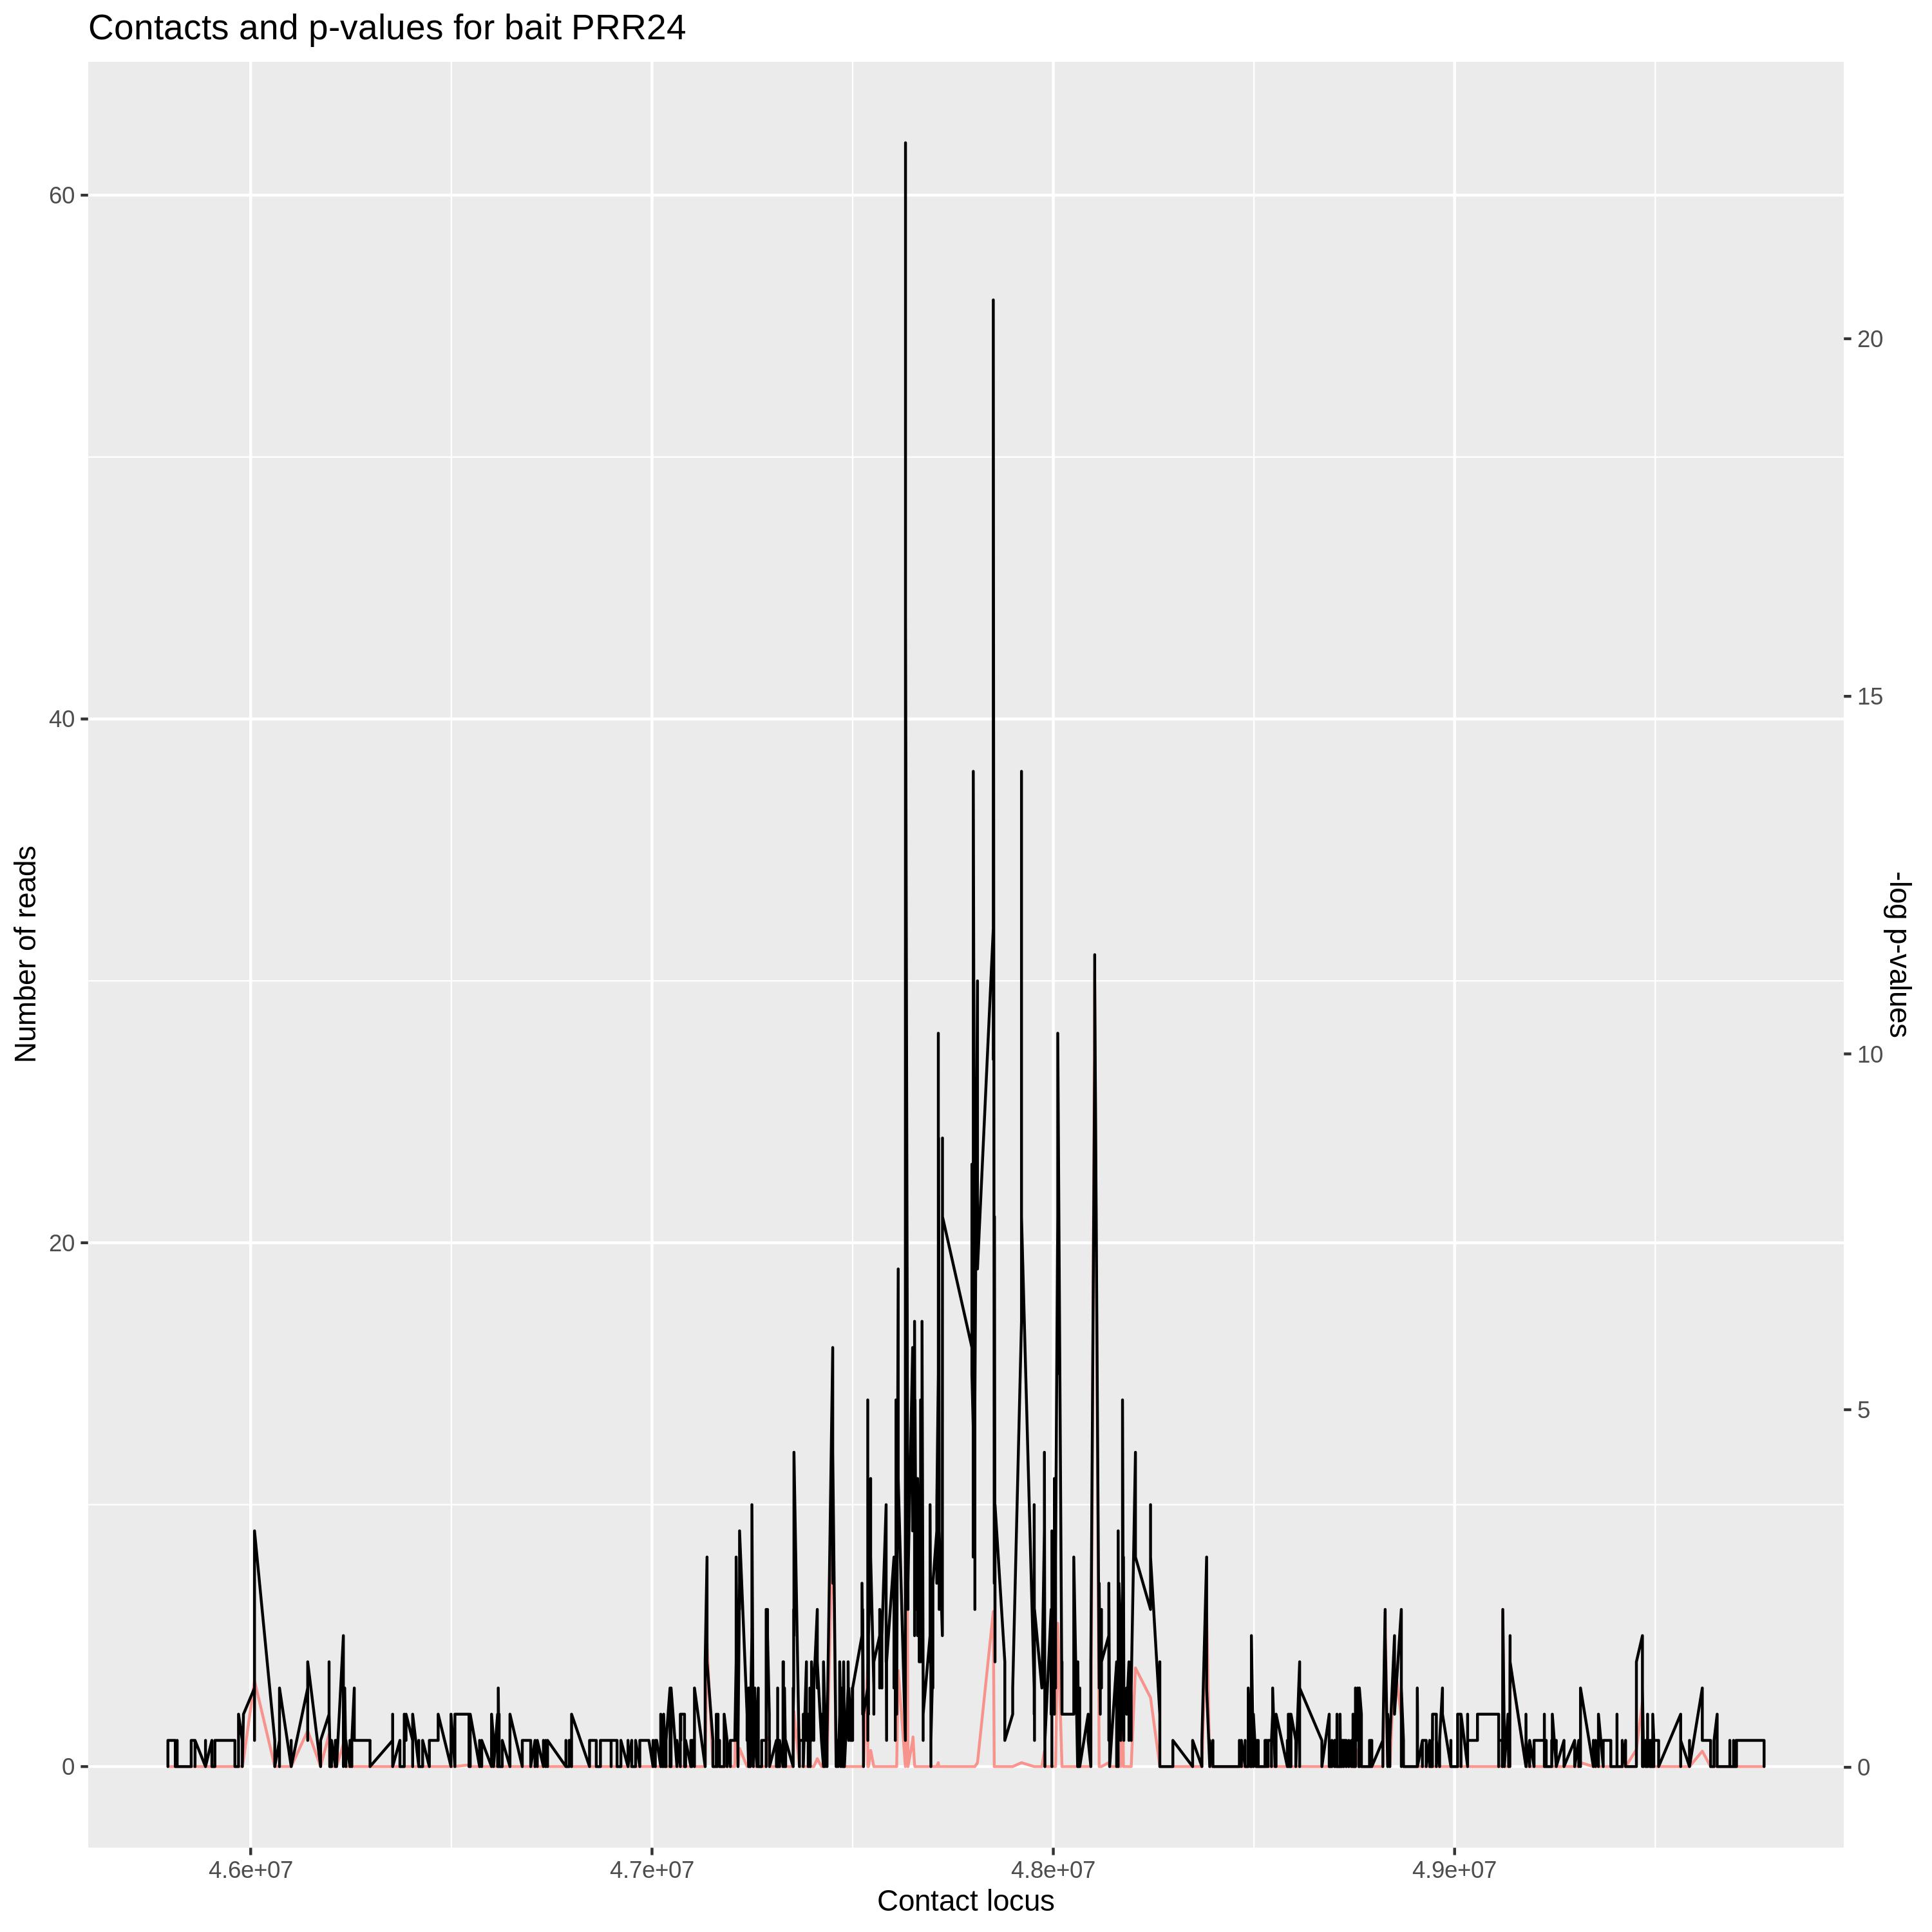 Contacts and p-values for bait PRR24
60
40
20
0
Number of reads
20
15
10
5
0
-log p-values
4.6e+07 4.7e+07 4.8e+07 4.9e+07
Contact locus